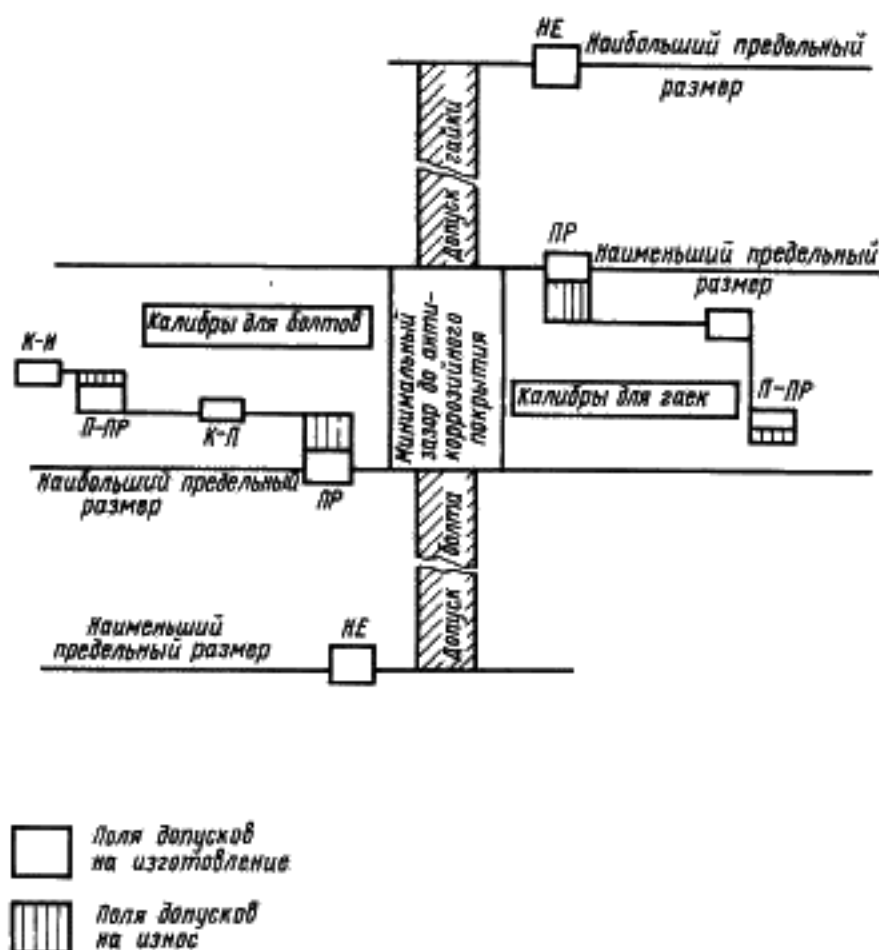 НЕ
Наибольший предельный
размер
Допуск гайки
ПР
Наименьший предельный
размер
Калибры для болтов
Минимальный
зазор до анти-
коррозийного
покрытия
К-И
П-ПР
К-П
Калибры для гаек
П-ПР
Наибольший предельный
размер
ПР
Допуск болта
Наименьший
предельный размер
НЕ
Поля допусков
на изготовление
Поля допусков
на износ